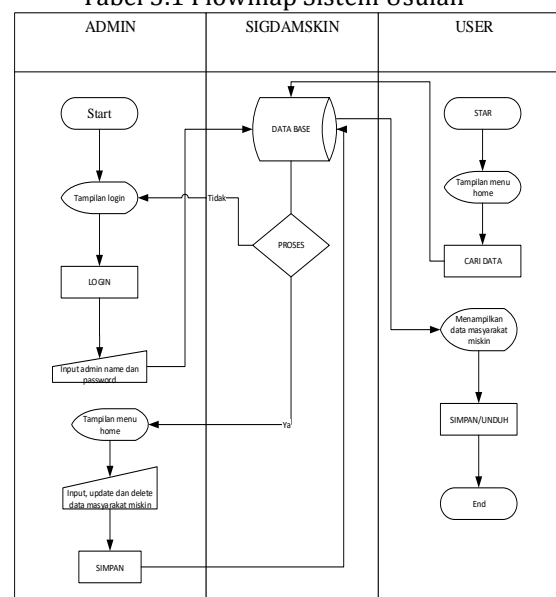 Tabel 3.1 Flowmap Sistem Usulan
ADMIN
SIGDAMSKIN
USER
Start
Tampilan login
LOGIN
Input admin name dan
password
Tampilan menu
home
Input, update dan delete
data masyarakat miskin
SIMPAN
DATA BASE
Tidak
PROSES
Ya
STAR
Tampilan menu
home
CARI DATA
Menampilkan
data masyarakat
miskin
SIMPAN/UNDUH
End